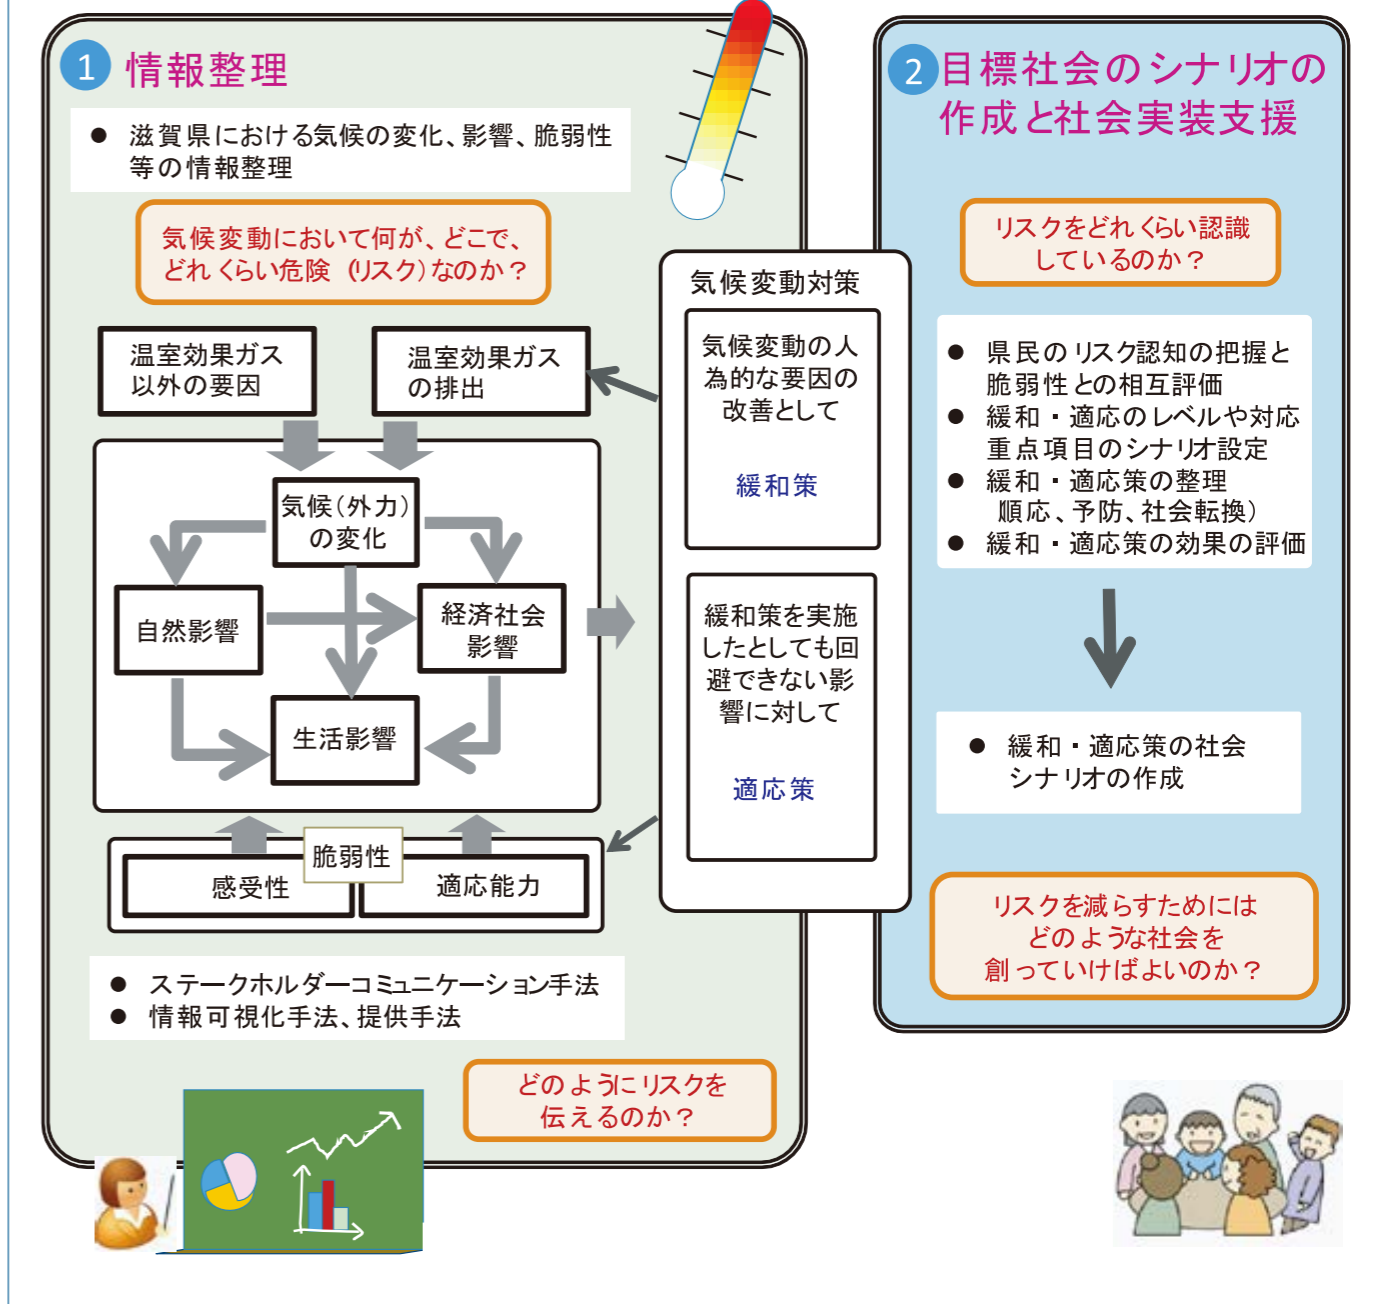 1 情報整理
● 滋賀県における気候の変化、影響、脆弱性
等の情報整理
気候変動において何が、どこで、
どれくらい危険（リスク）なのか？
温室効果ガス
以外の要因
温室効果ガス
の排出
気候（外力）
の変化
自然影響
経済社会
影響
生活影響
脆弱性
感受性
適応能力
● ステークホルダーコミュニケーション手法
● 情報可視化手法、提供手法
どのようにリスクを
伝えるのか？
気候変動対策
気候変動の人
為的な要因の
改善として
緩和策
緩和策を実施
したとしても回
避できない影
響に対して
適応策
2 目標社会のシナリオの
作成と社会実装支援
リスクをどれくらい認識
しているのか？
● 県民のリスク認知の把握と
脆弱性との相互評価
● 緩和・適応のレベルや対応
重点項目のシナリオ設定
● 緩和・適応策の整理
順応、予防、社会転換）
● 緩和・適応策の効果の評価
● 緩和・適応策の社会
シナリオの作成
リスクを減らすためには
どのような社会を
創っていけばよいのか？